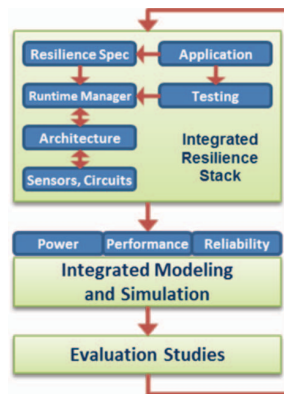 Resilience Spec
Application
Runtime Manager
Testing
Architecture
Integrated
Resilience
Stack
Sensors, Circuits
Power
Performance
Reliability
Integrated Modeling
and Simulation
Evaluation Studies